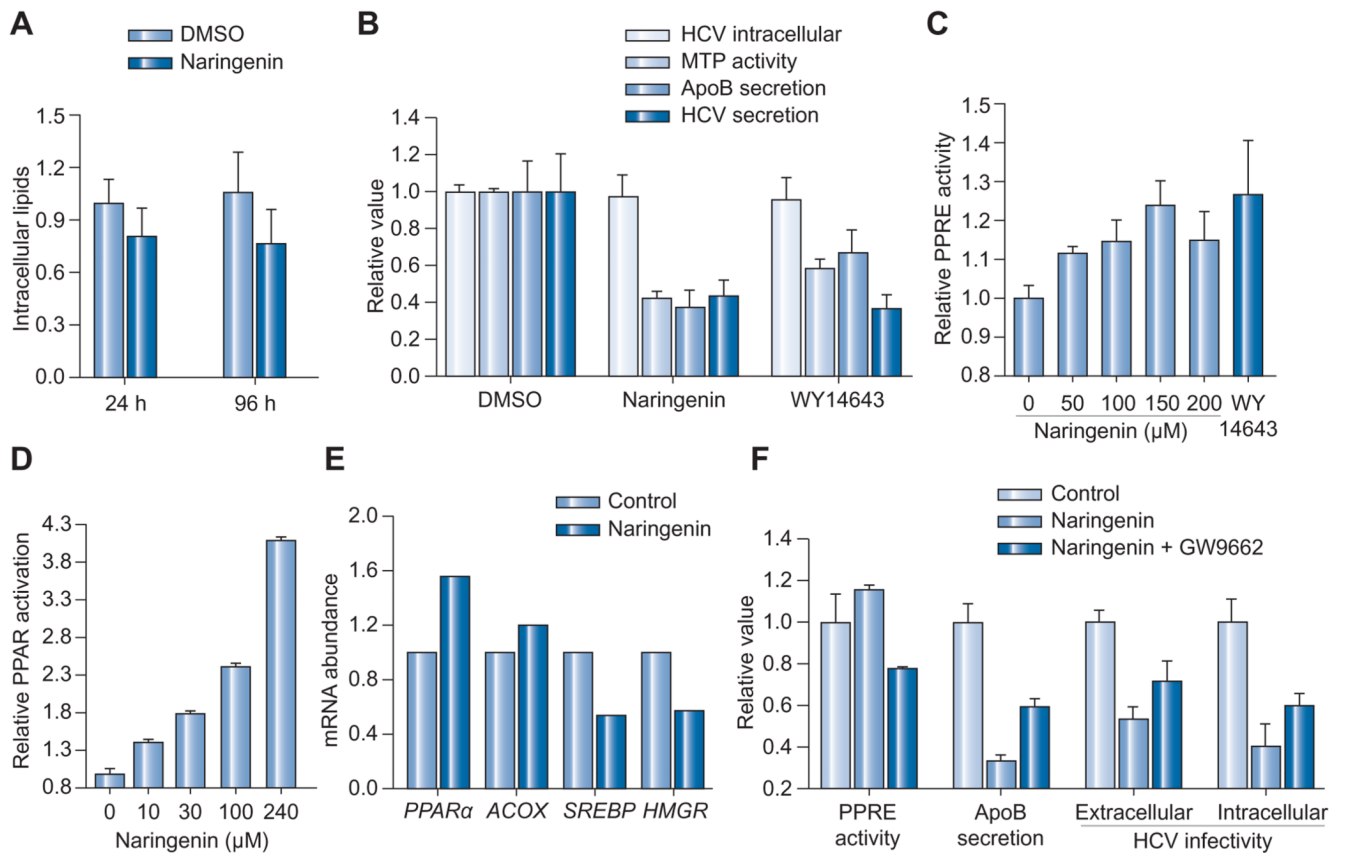 A
DMSO
Naringenin
Intracellular lipids
1.5
1.2
0.9
0.6
0.3
0.0
24 h 96 h
B
HCV intracellular
MTP activity
ApoB secretion
HCV secretion
Relative value
1.4
1.2
1.0
0.8
0.6
0.4
0.2
0.0
DMSO Naringenin WY14643
C
Relative PPRE activity
1.5
1.4
1.3
1.2
1.1
1.0
0.9
0.8
0 50 100 150 200 WY
14643
Naringenin (µM)
D
Relative PPAR activation
4.3
3.8
3.3
2.8
2.3
1.8
1.3
0.8
0 10 30 100 240
Naringenin (µM)
E
Control
Naringenin
mRNA abundance
2.0
1.6
1.2
0.8
0.4
0.0
PPARα ACOX SREBP HMGR
F
Control
Naringenin
Naringenin + GW9662
Relative value
1.4
1.2
1.0
0.8
0.6
0.4
0.2
PPRE
activity
ApoB
secretion
Extracellular Intracellular
HCV infectivity